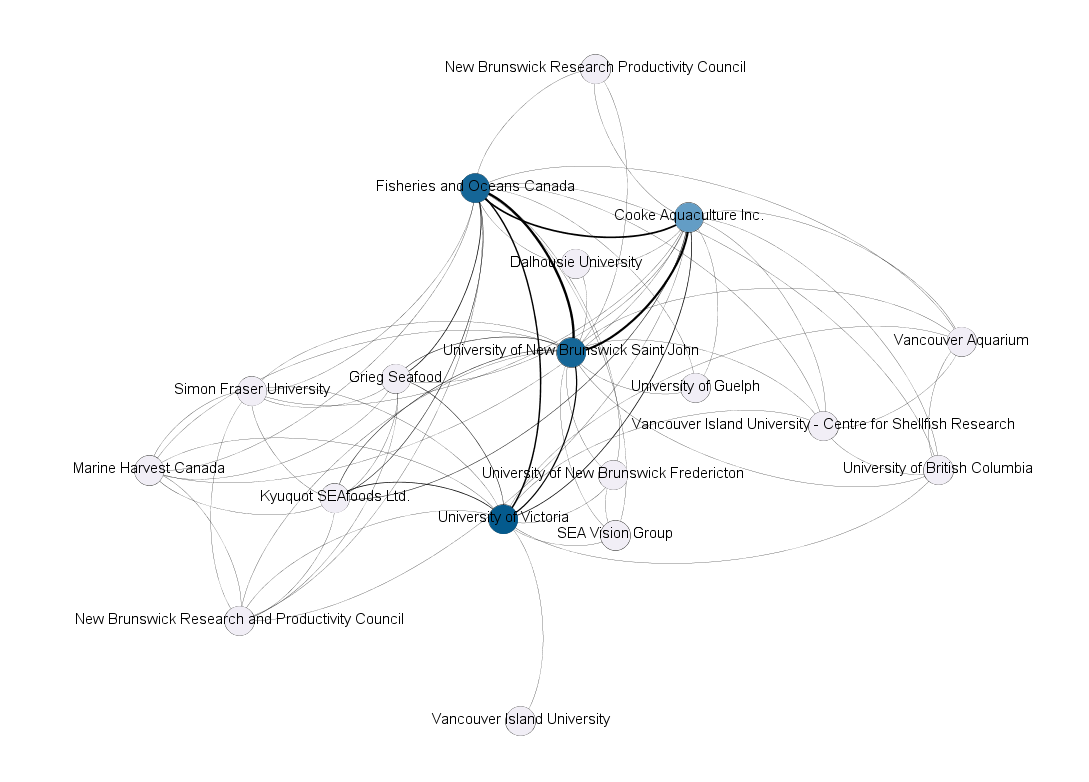 New Brunswick Research Productivity Council
Fisheries and Oceans Canada
Cooke Aquaculture Inc.
Dalhousie University
Vancouver Aquarium
University of New Brunswick Saint John
Grieg Seafood
Simon Fraser University
University of Guelph
Vancouver Island University - Centre for Shellfish Research
Marine Harvest Canada
University of British Columbia
University of New Brunswick Fredericton
Kyuquot SEAfoods Ltd.
University of Victoria
SEA Vision Group
New Brunswick Research and Productivity Council
Vancouver Island University